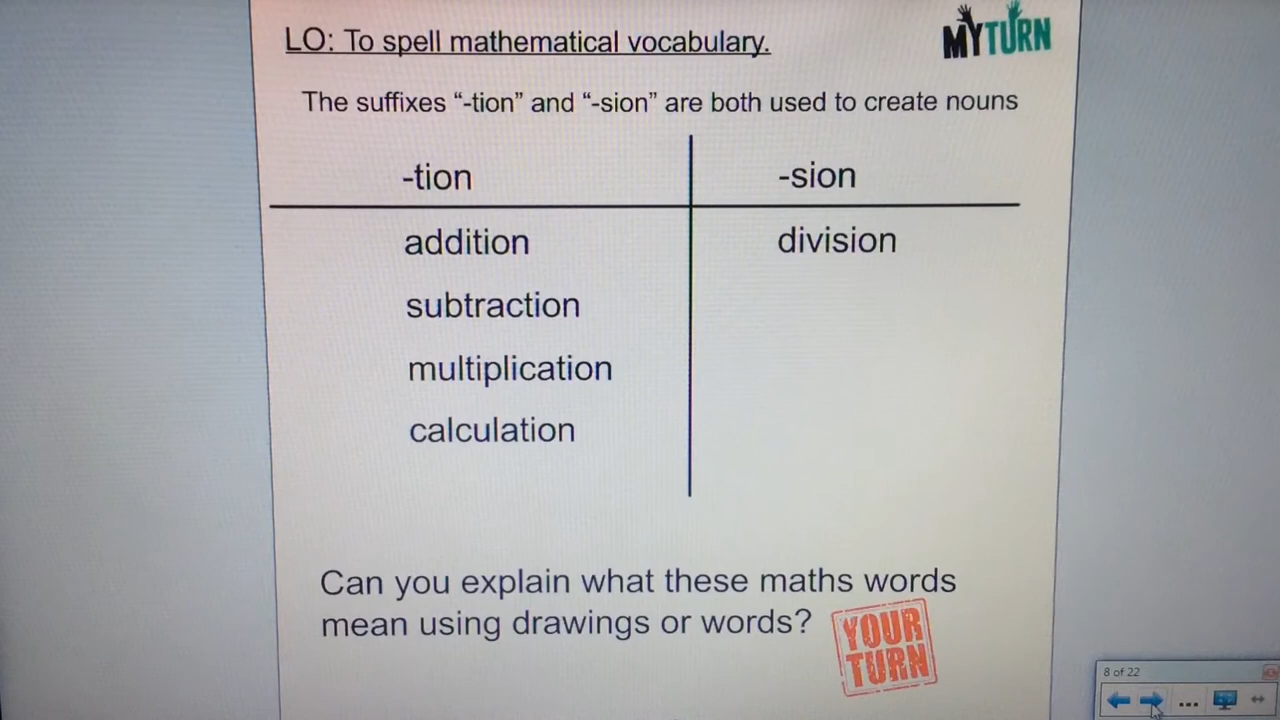 LO: To spell mathematical vocabulary.
MYTURN
The suffixes “-tion” and “-sion” are both used to create nouns
-tion
-sion
addition
division
subtraction
multiplication
calculation
Can you explain what these maths words
mean using drawings or words?
YOUR
TURN
8 of 22
...